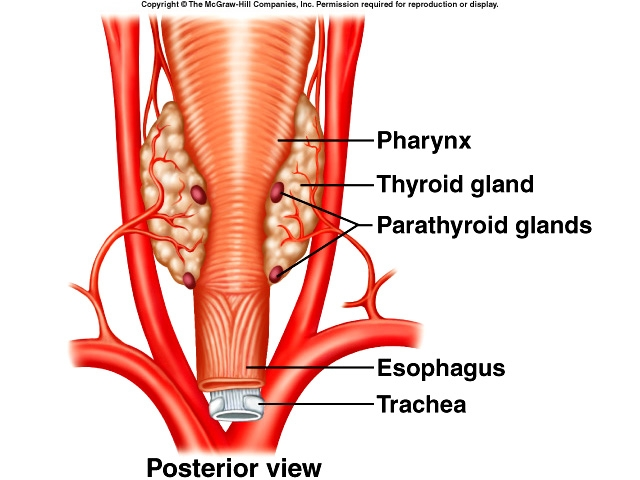 Copyright © The McGraw-Hill Companies, Inc. Permission required for reproduction or display.
Pharynx
Thyroid gland
Parathyroid glands
Esophagus
Trachea
Posterior view